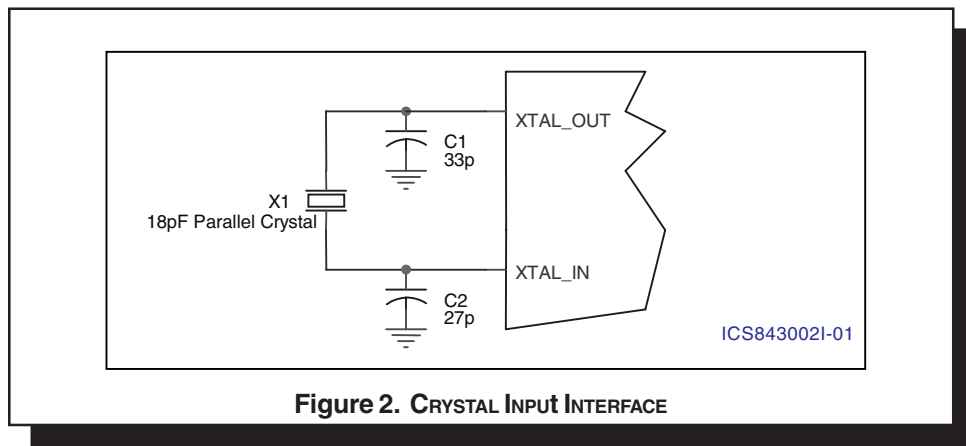 XTAL_OUT
C1
33p
X1
18pF Parallel Crystal
XTAL_IN
C2
27p
ICS843002I-01
Figure 2. CRYSTAL INPUt INTERFACE